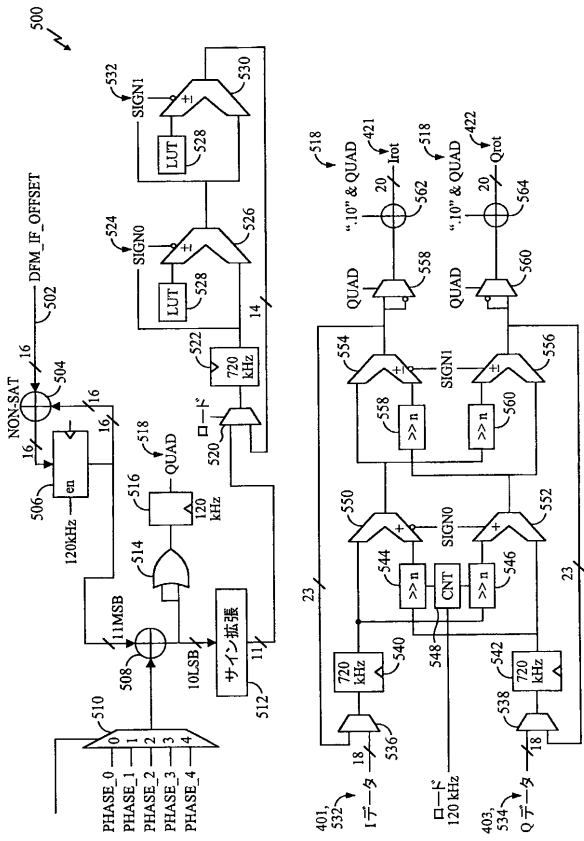 500
532
SIGN1
±
530
LUT
528
524
SIGN0
±
526
LUT
528
14
522
720
kHz
ロード
520
DFM_IF_OFFSET
502
16
NON-SAT
504
16
16
16
506
en
120kHz
518
QUAD
516
120
kHz
514
11MSB
508
10LSB
サイン拡張
11
512
510
0
1
2
3
4
PHASE_0
PHASE_1
PHASE_2
PHASE_3
PHASE_4
518
".10" & QUAD
421
Irot
20
562
518
".10" & QUAD
422
Qrot
20
564
QUAD
558
QUAD
560
554
±
SIGN1
±
556
558
>> n
>> n
560
550
+
SIGN0
+
552
544
>> n
CNT
>> n
546
548
23
23
720
kHz
540
720
kHz
542
536
18
538
18
401,
532
I データ
ロード
120 kHz
403,
534
Q データ